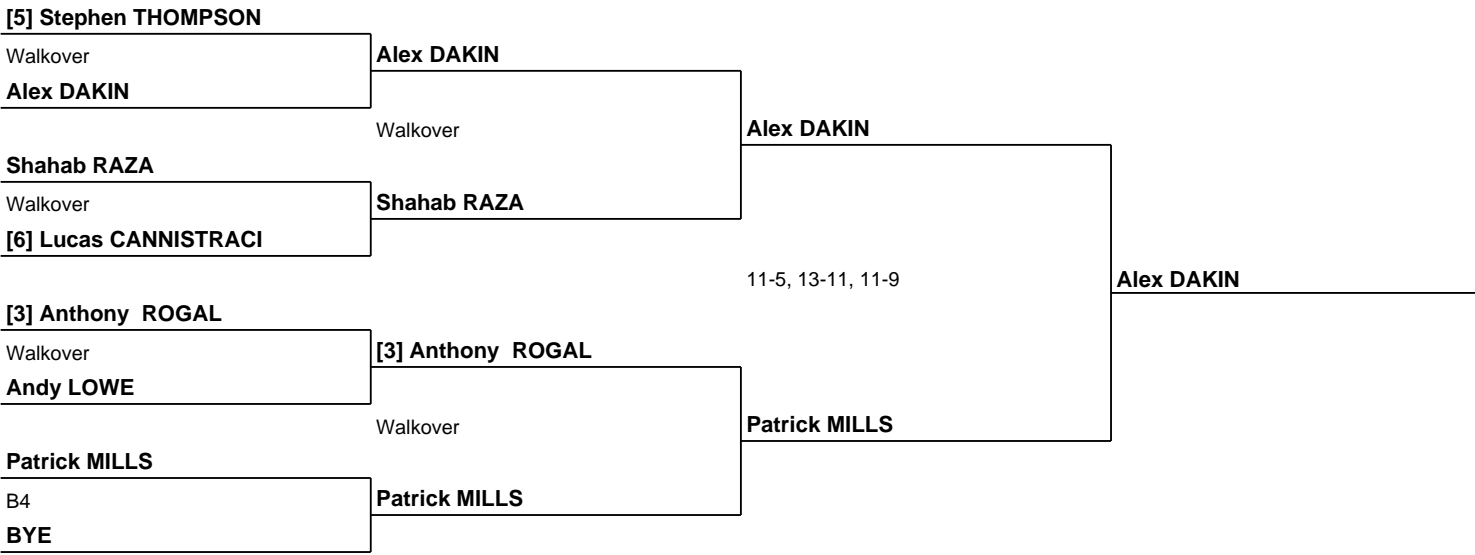 [5] Stephen THOMPSON
Walkover
Alex DAKIN
Alex DAKIN
Walkover
Alex DAKIN
Shahab RAZA
Walkover
Shahab RAZA
[6] Lucas CANNISTRACI
11-5, 13-11, 11-9
Alex DAKIN
[3] Anthony  ROGAL
Walkover
[3] Anthony  ROGAL
Andy LOWE
Walkover
Patrick MILLS
Patrick MILLS
B4
Patrick MILLS
BYE